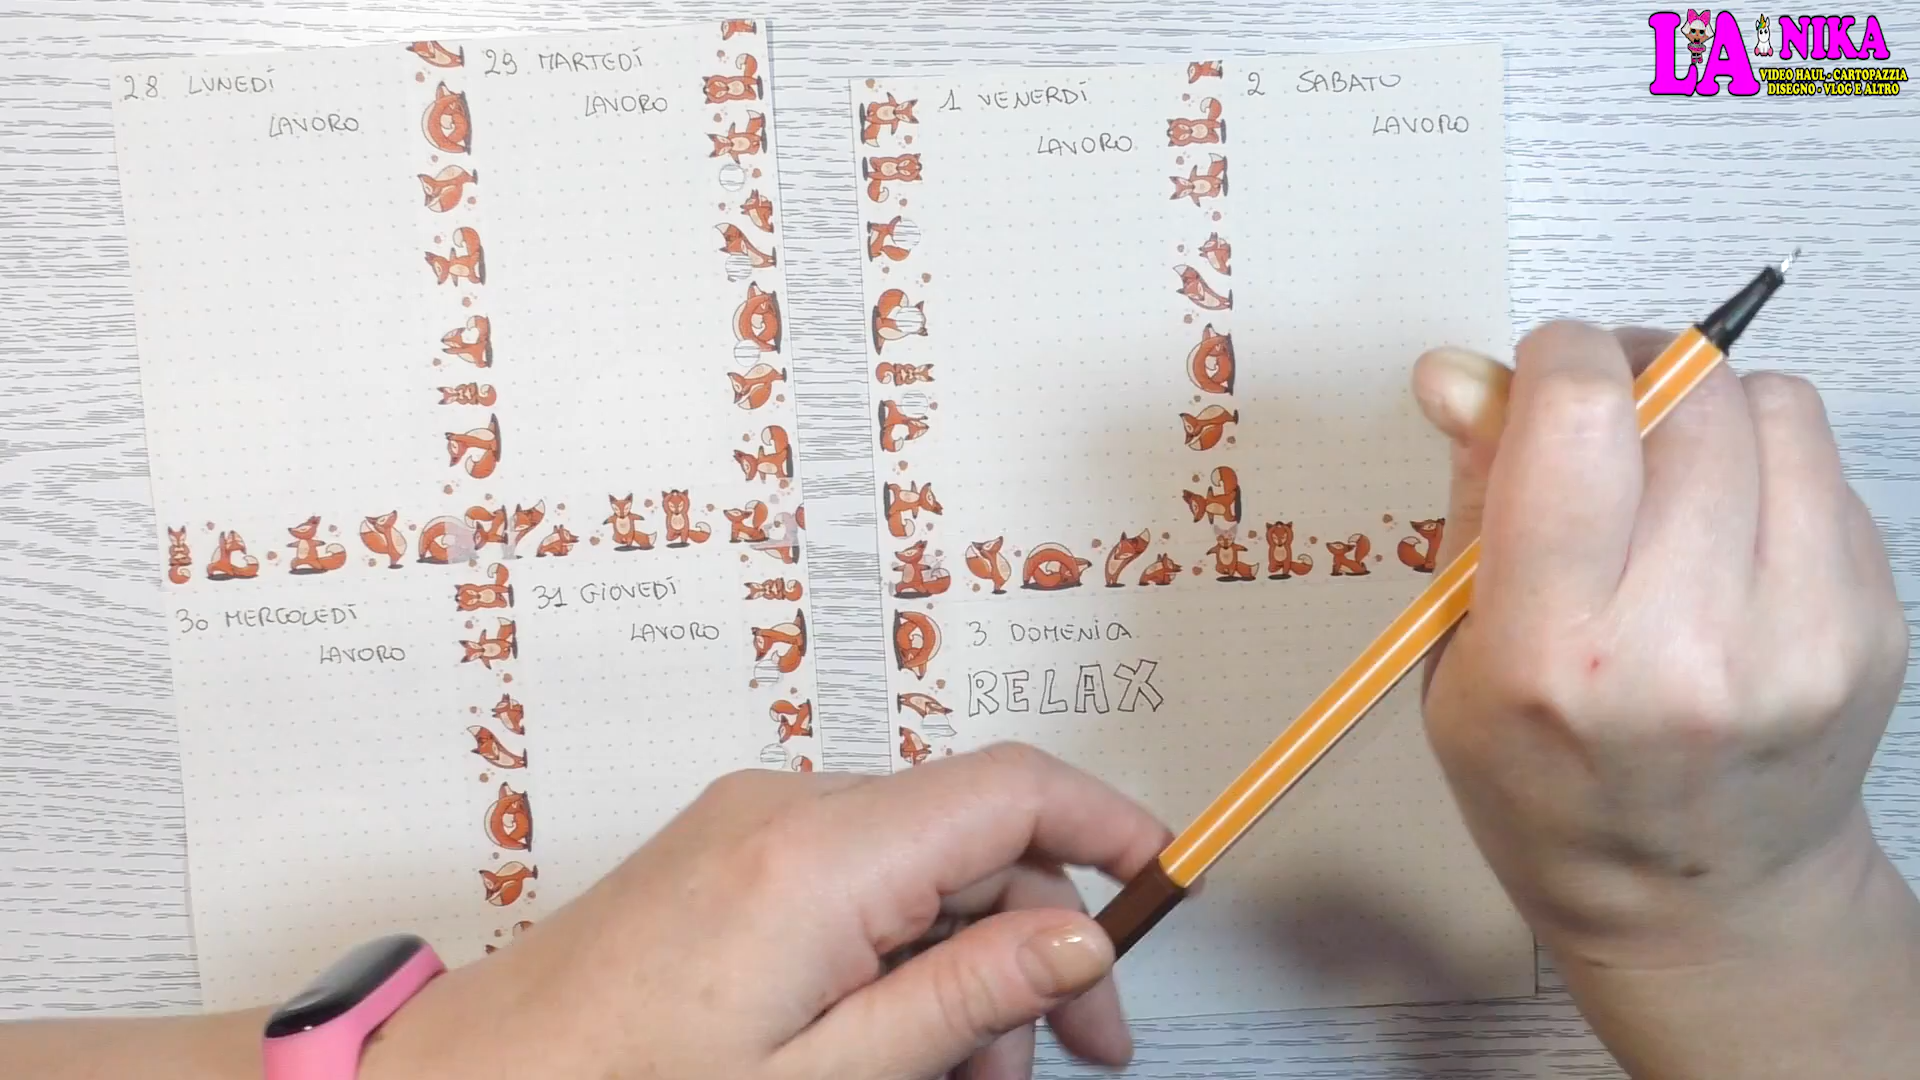 28 LUNEDÌ
LAVORO
29 MARTEDÌ
LAVORO
30 MERCOLEDÌ
LAVORO
31 GIOVEDÌ
LAVORO
1 VENERDÌ
LAVORO
2 SABATO
LAVORO
3 DOMENICA
RELAX
LA NIKA
VIDEO HAUL - CARTOPAZZIA
DISEGNO - VLOG E ALTRO